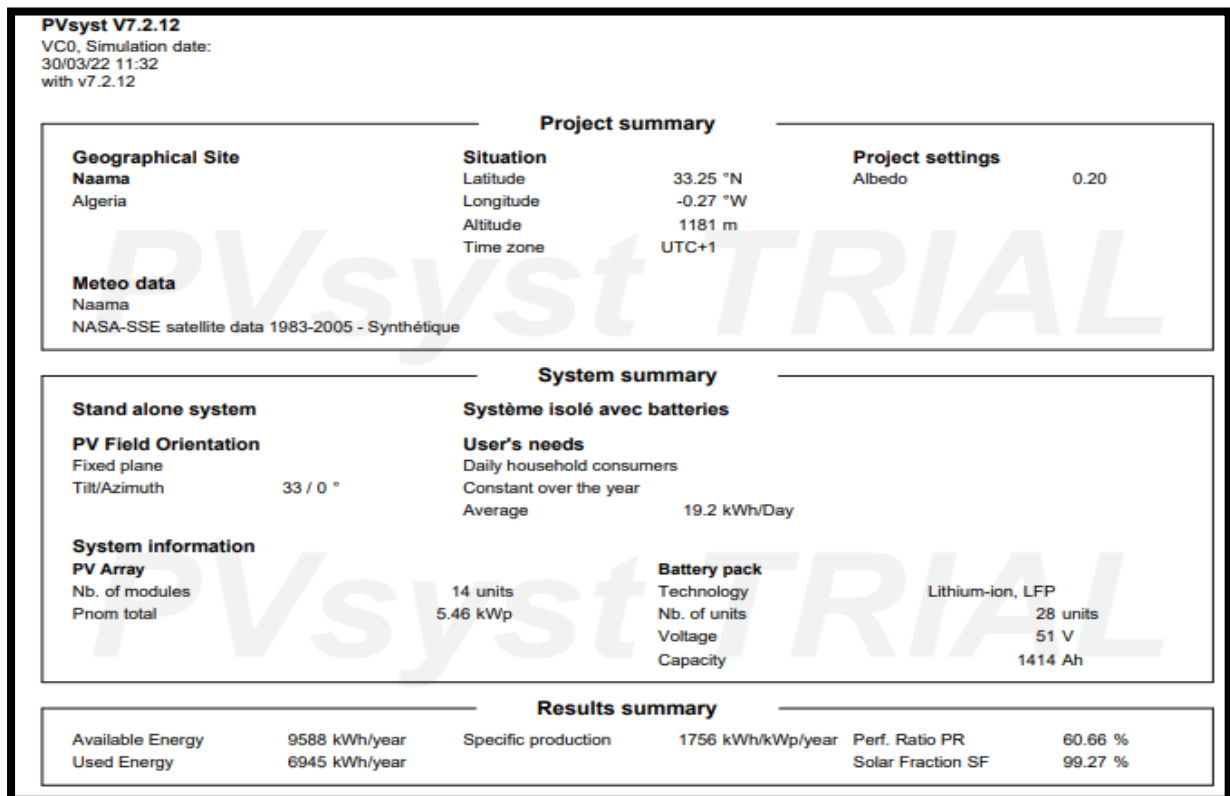 PVsyst V7.2.12
VC0, Simulation date:
30/03/22 11:32
with v7.2.12
Project summary
Geographical Site
Naama
Algeria
Situation
Latitude 33.25 °N
Longitude -0.27 °W
Altitude 1181 m
Time zone UTC+1
Project settings
Albedo 0.20
Meteo data
Naama
NASA-SSE satellite data 1983-2005 - Synthétique
PVsyst TRIAL
System summary
Stand alone system
Système isolé avec batteries
PV Field Orientation
Fixed plane
Tilt/Azimuth 33 / 0 °
User's needs
Daily household consumers
Constant over the year
Average 19.2 kWh/Day
System information
PV Array
Nb. of modules 14 units
Pnom total 5.46 kWp
Battery pack
Technology Lithium-ion, LFP
Nb. of units 28 units
Voltage 51 V
Capacity 1414 Ah
PVsyst TRIAL
Results summary
Available Energy 9588 kWh/year
Used Energy 6945 kWh/year
Specific production 1756 kWh/kWp/year
Perf. Ratio PR 60.66 %
Solar Fraction SF 99.27 %